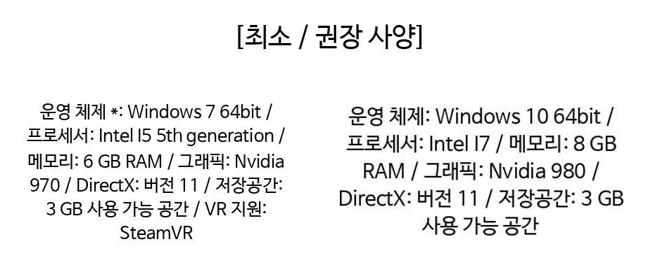 [최소 / 권장 사양]
운영 체제 *: Windows 7 64bit /
프로세서: Intel I5 5th generation /
메모리: 6 GB RAM / 그래픽: Nvidia
970 / DirectX: 버전 11 / 저장공간:
3 GB 사용 가능 공간 / VR 지원:
SteamVR
운영 체제: Windows 10 64bit /
프로세서: Intel I7 / 메모리: 8 GB
RAM / 그래픽: Nvidia 980 /
DirectX: 버전 11 / 저장공간: 3 GB
사용 가능 공간